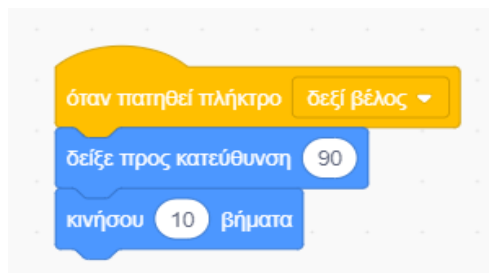 όταν πατηθεί πλήκτρο δεξί βέλος
δείξε προς κατεύθυνση 90
κινήσου 10 βήματα